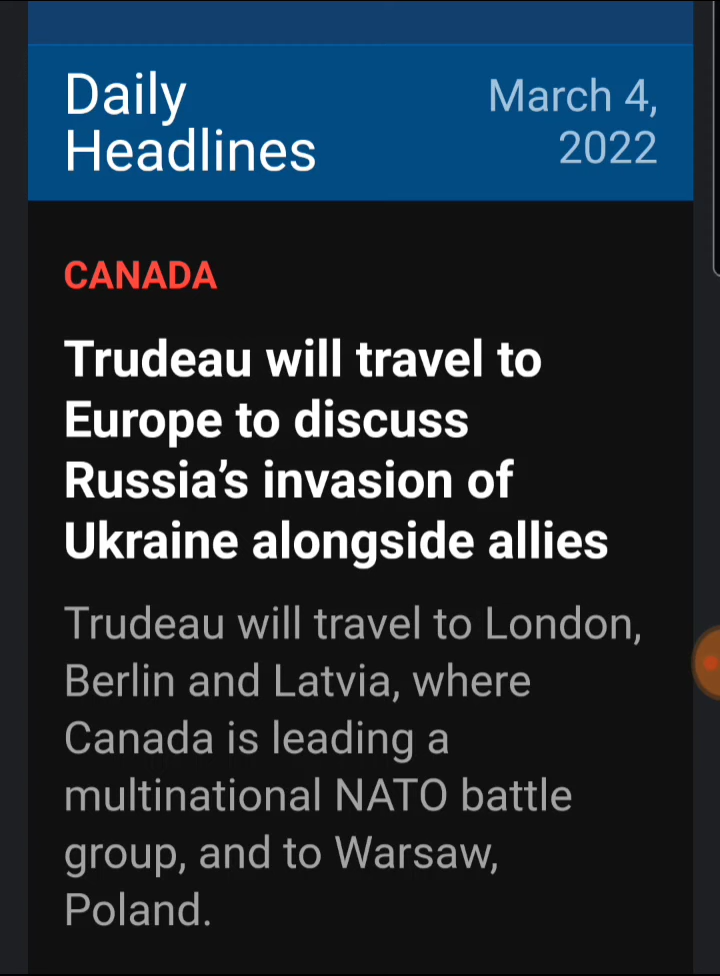 Daily
Headlines
March 4,
2022
CANADA
Trudeau will travel to
Europe to discuss
Russia’s invasion of
Ukraine alongside allies
Trudeau will travel to London,
Berlin and Latvia, where
Canada is leading a
multinational NATO battle
group, and to Warsaw,
Poland.